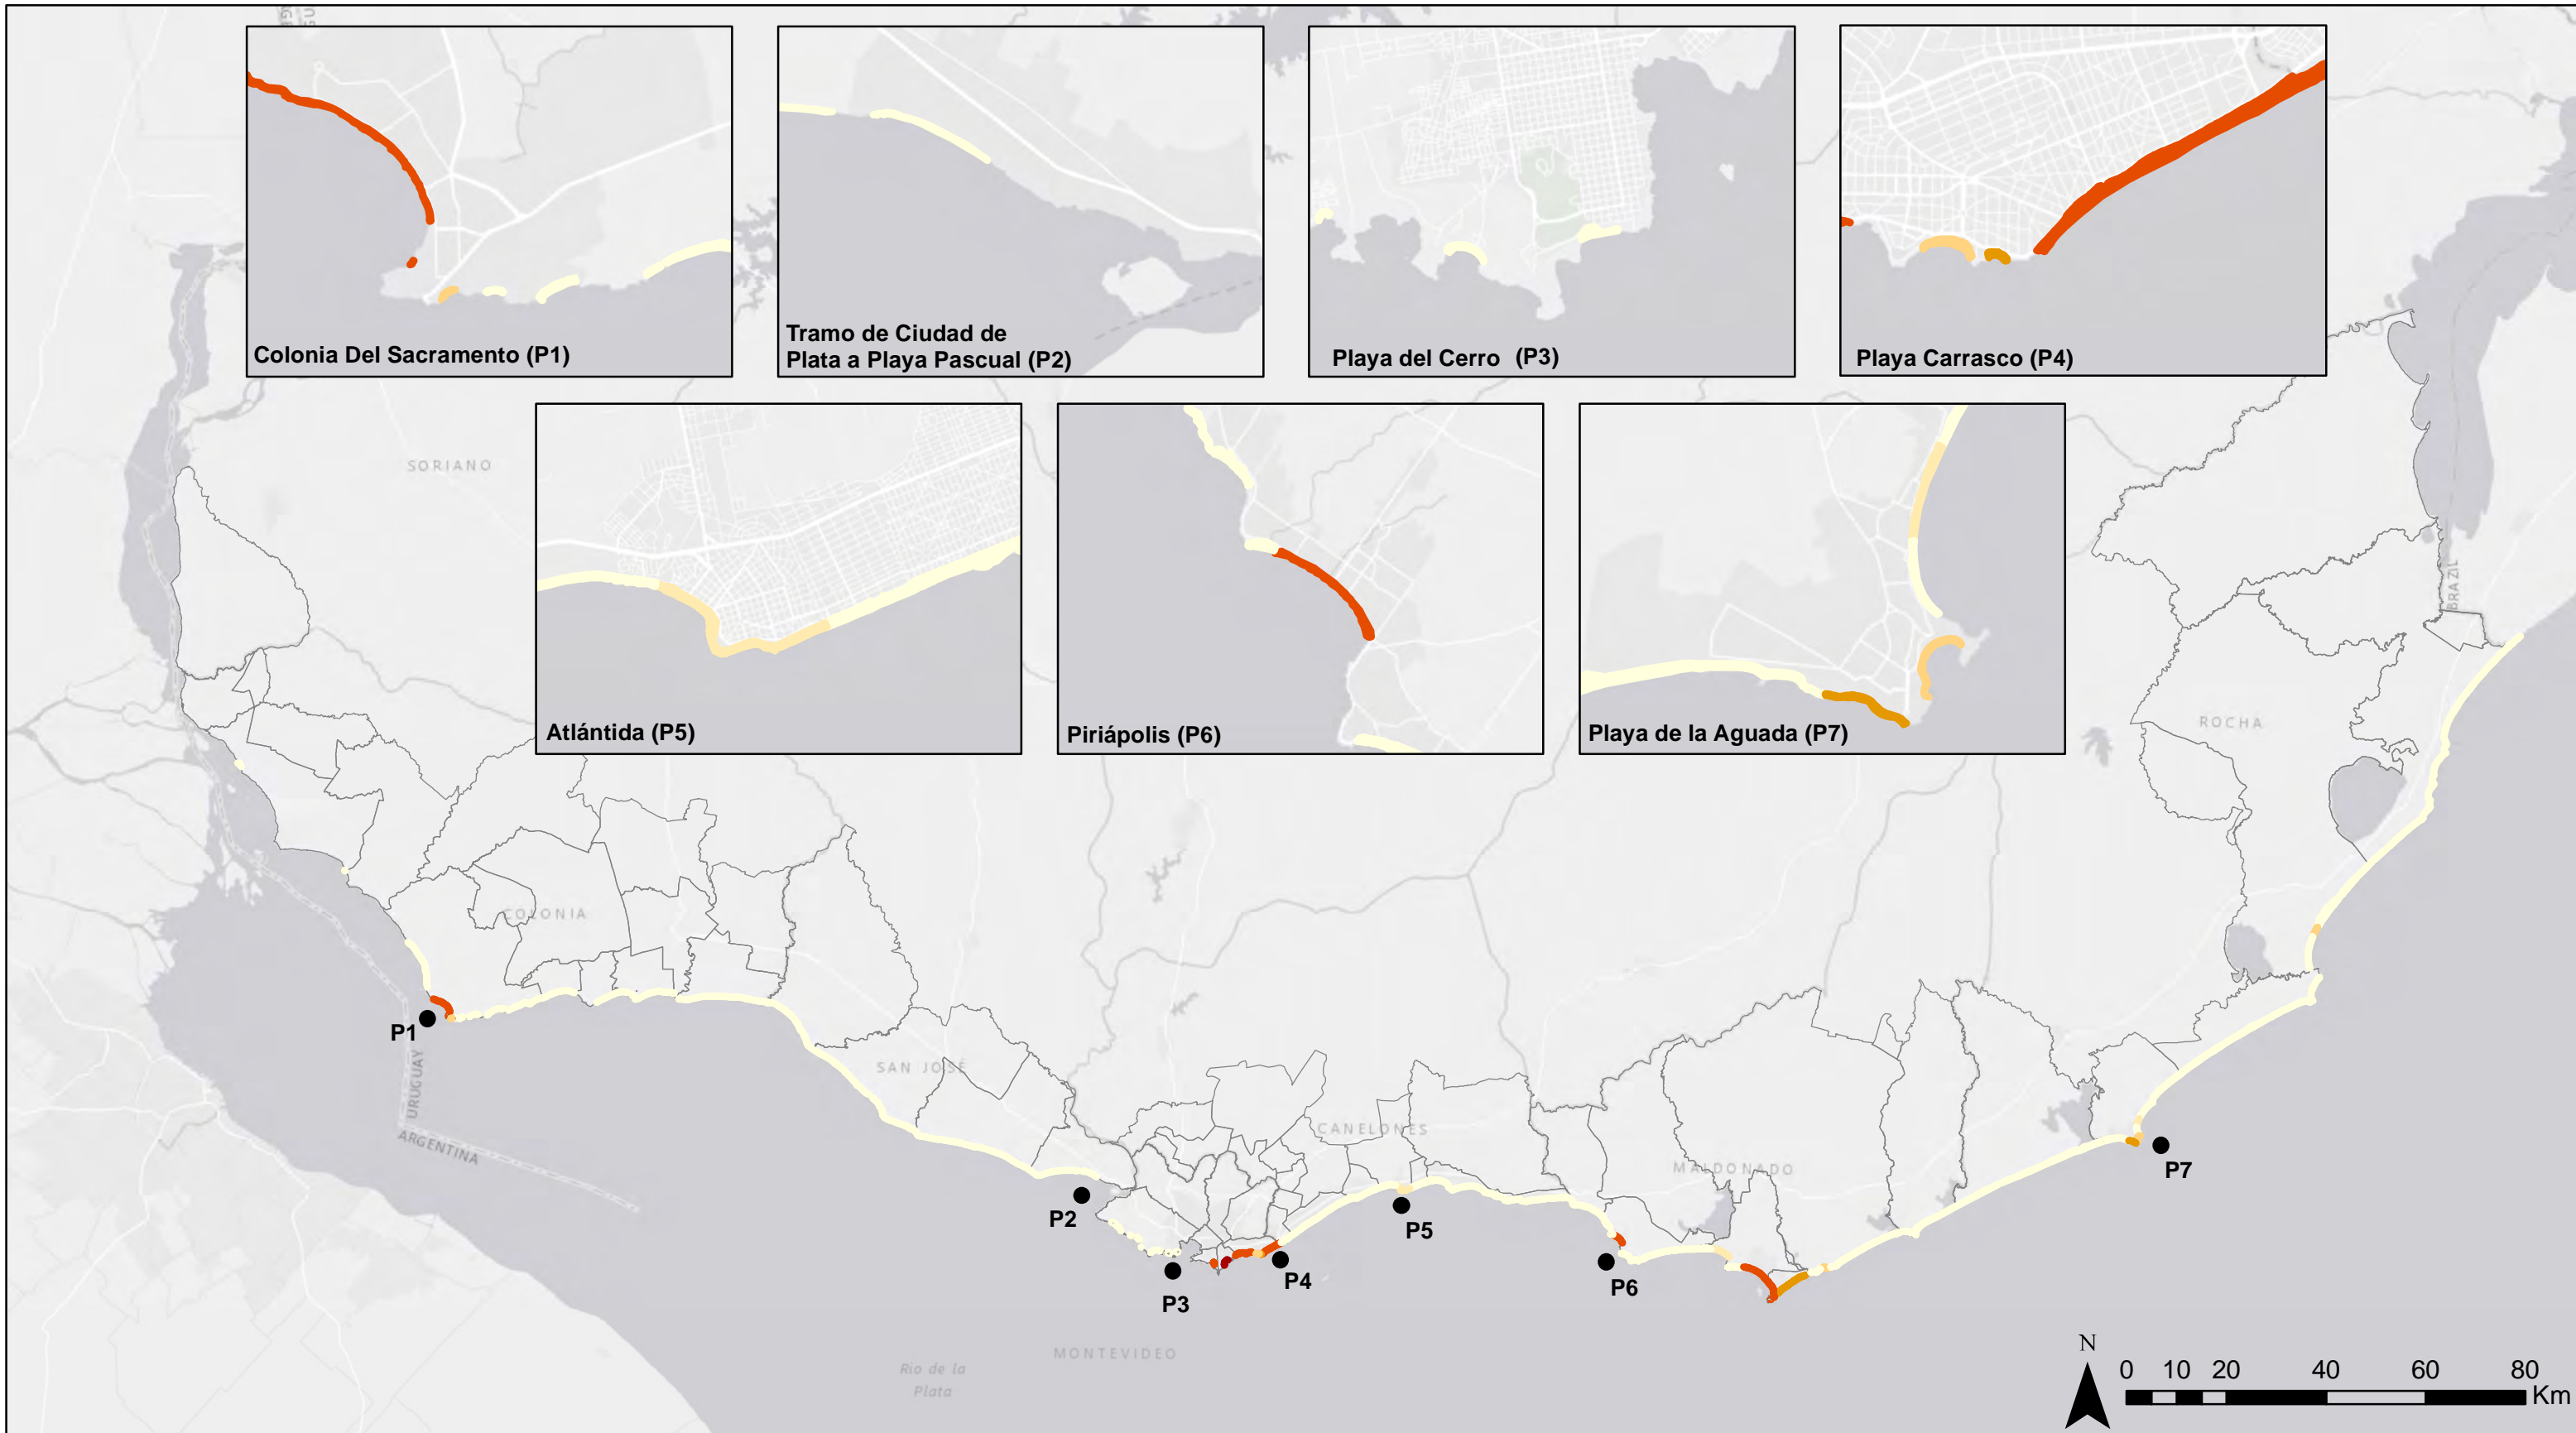 Colonia Del Sacramento (P1)
Tramo de Ciudad de
Plata a Playa Pascual (P2)
Playa del Cerro (P3)
Playa Carrasco (P4)
Atlántida (P5)
Piriápolis (P6)
Playa de la Aguada (P7)
SORIANO
BRAZIL
ROCHA
COLONIA
P1
URUGUAY
ARGENTINA
SAN JOSÉ
CANELONES
MALDONADO
P2
P3
P4
P5
P6
P7
MONTEVIDEO
Rio de la
Plata
N
0 10 20 40 60 80
Km